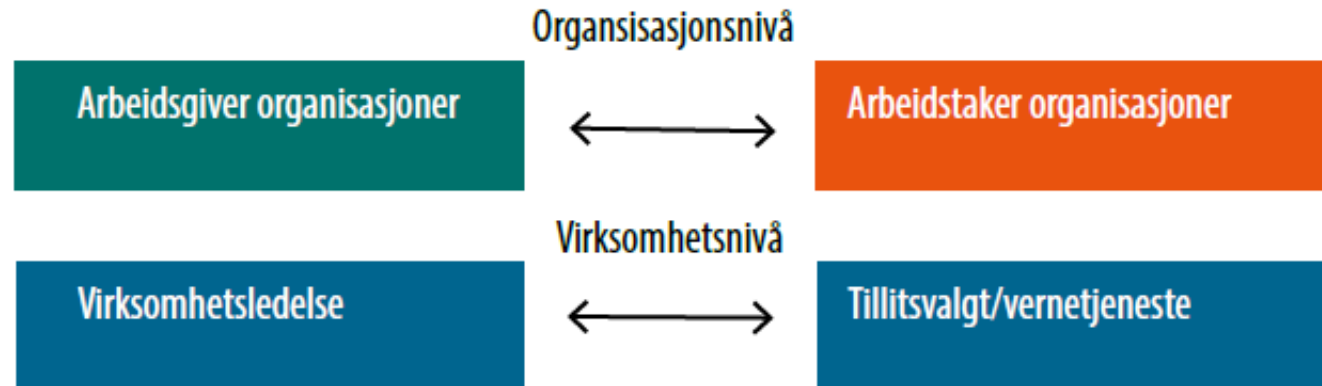 Organsisasjonsnivå
Arbeidsgiver organisasjoner
Arbeidstaker organisasjoner
Virksomhetsnivå
Virksomhetsledelse
Tillitsvalgt/vernetjeneste